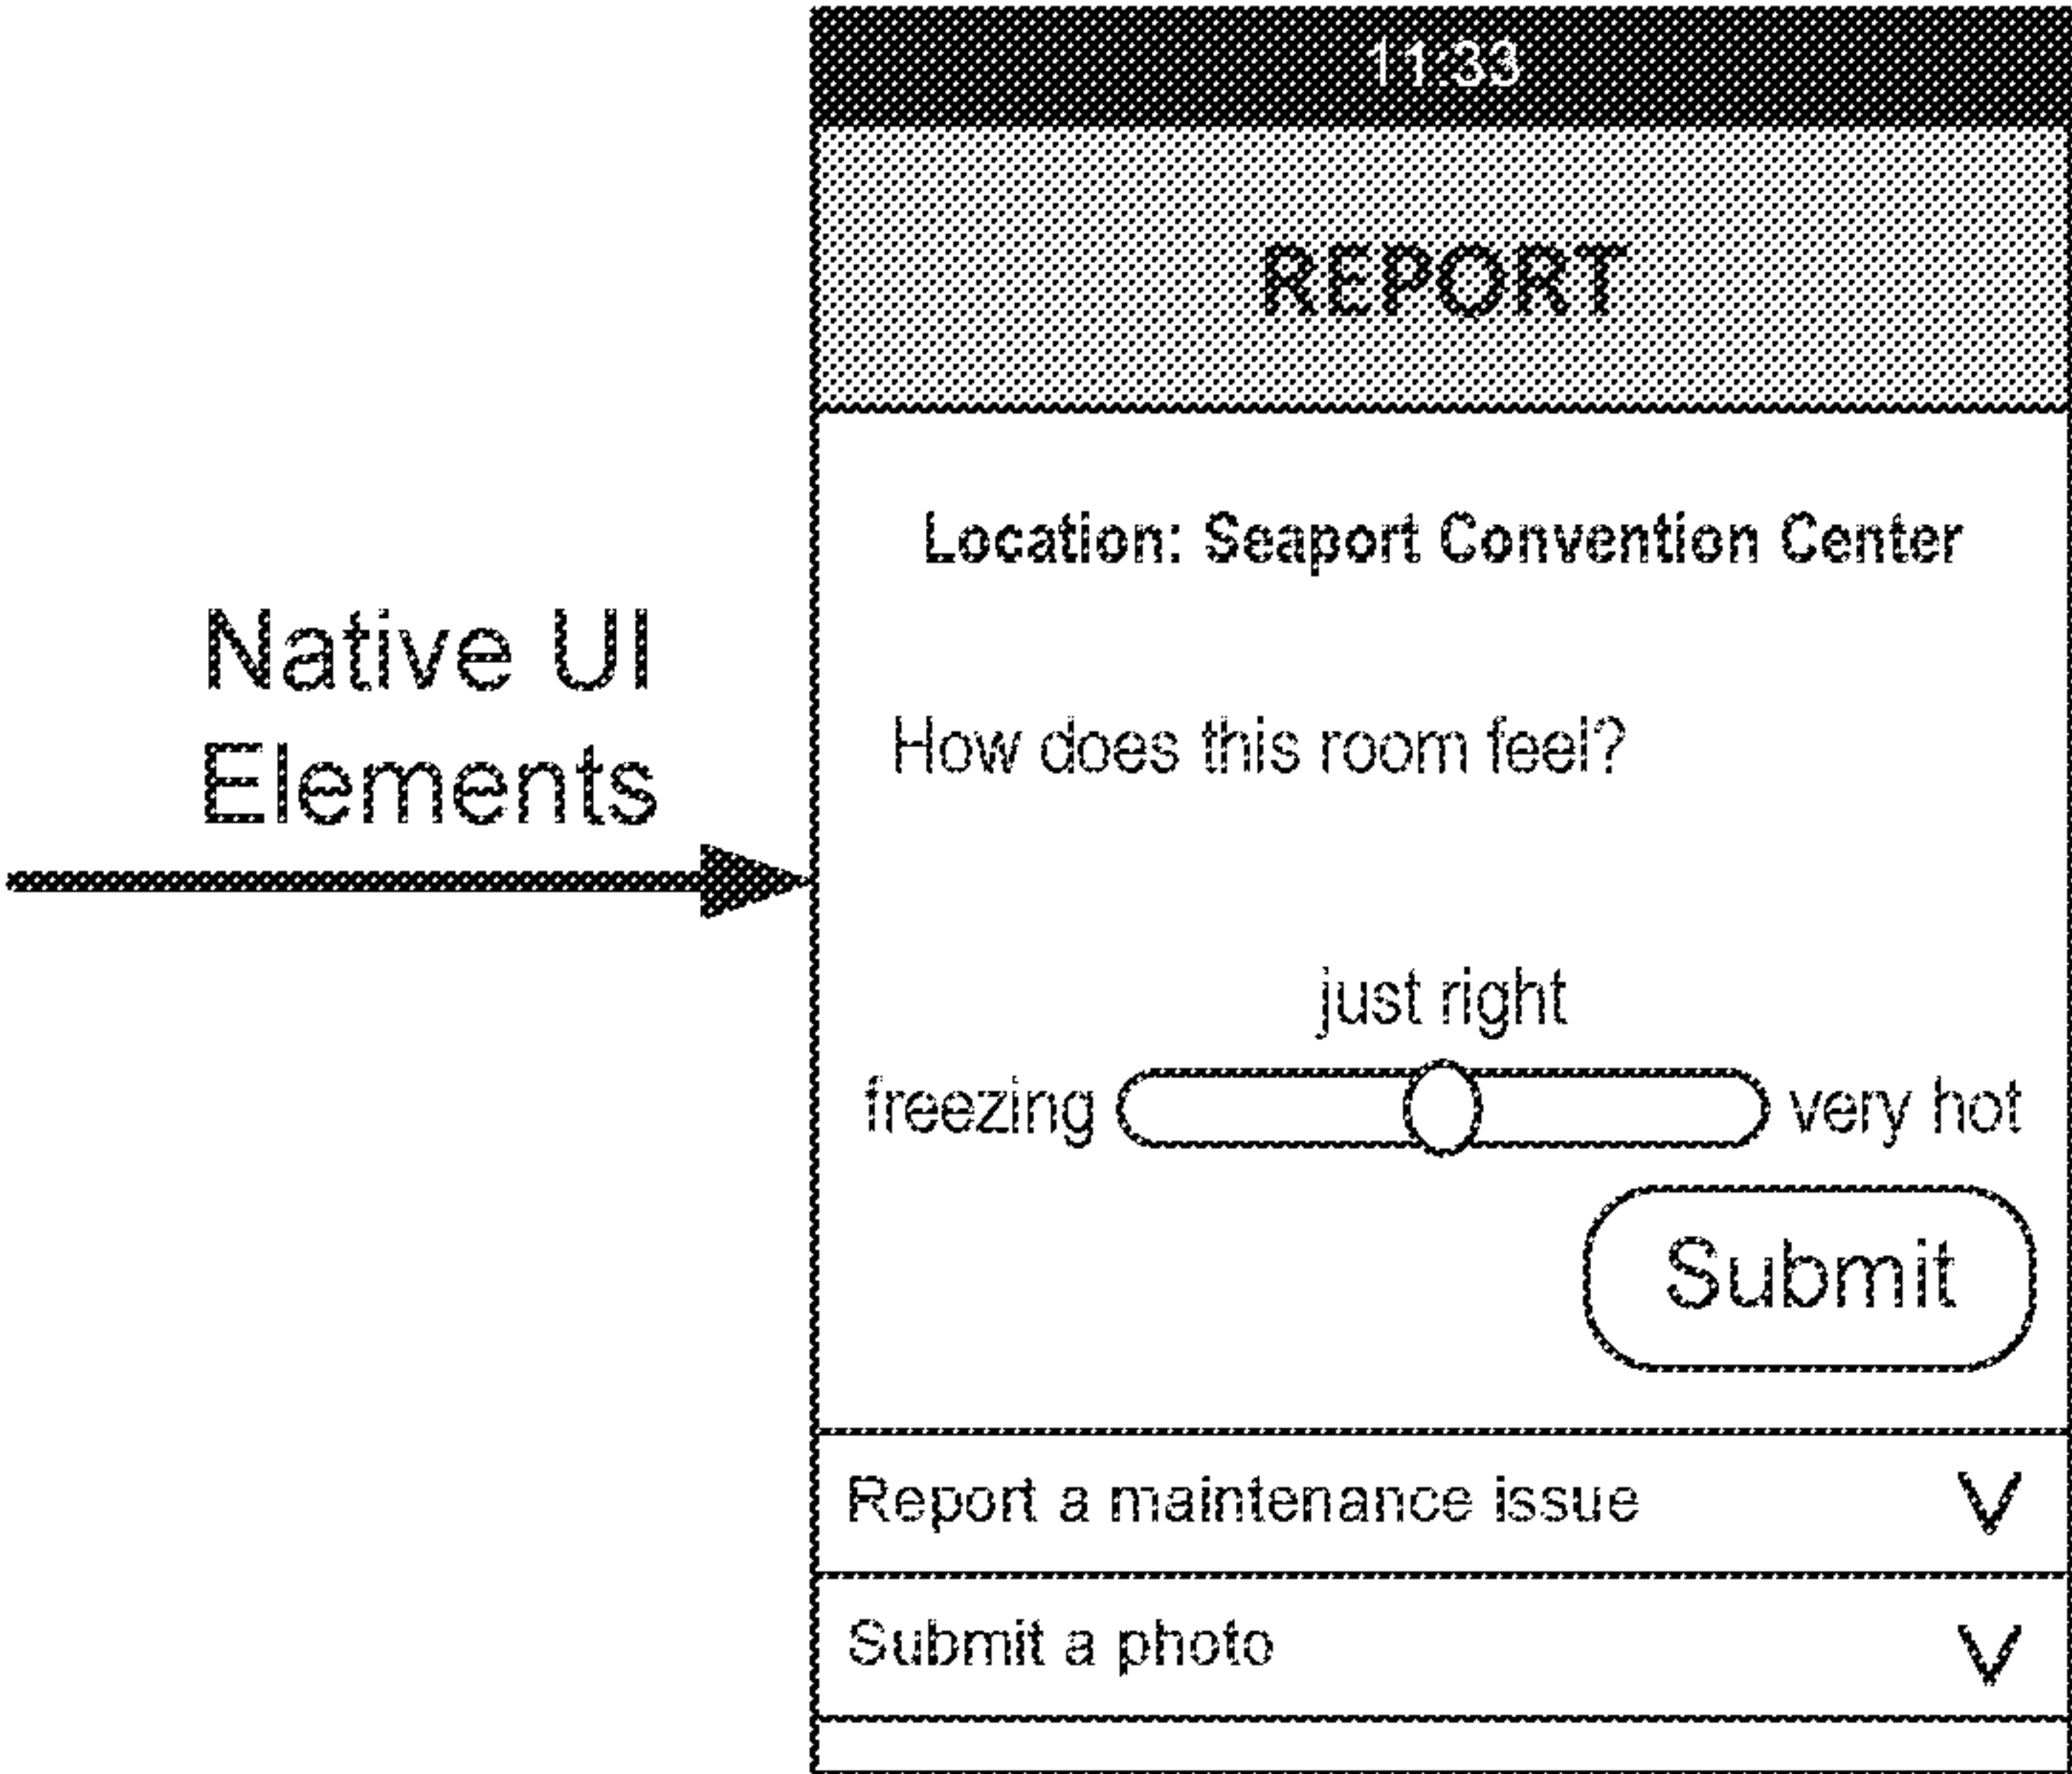 11:33
REPORT
Location: Seaport Convention Center
Native UI
Elements
How does this room feel?
just right
freezing
very hot
Submit
Report a maintenance issue
Submit a photo